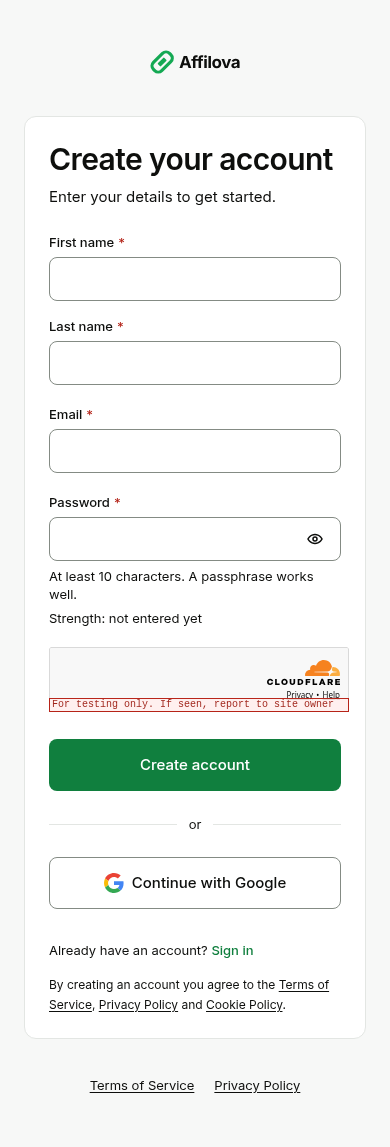 Affilova
Create your account
Enter your details to get started.
First name *
Last name *
Email *
Password *
At least 10 characters. A passphrase works
well.
Strength: not entered yet
CLOUDFLARE
Privacy • Help
For testing only. If seen, report to site owner
Create account
or
Continue with Google
Already have an account? Sign in
By creating an account you agree to the Terms of
Service, Privacy Policy and Cookie Policy.
Terms of Service Privacy Policy